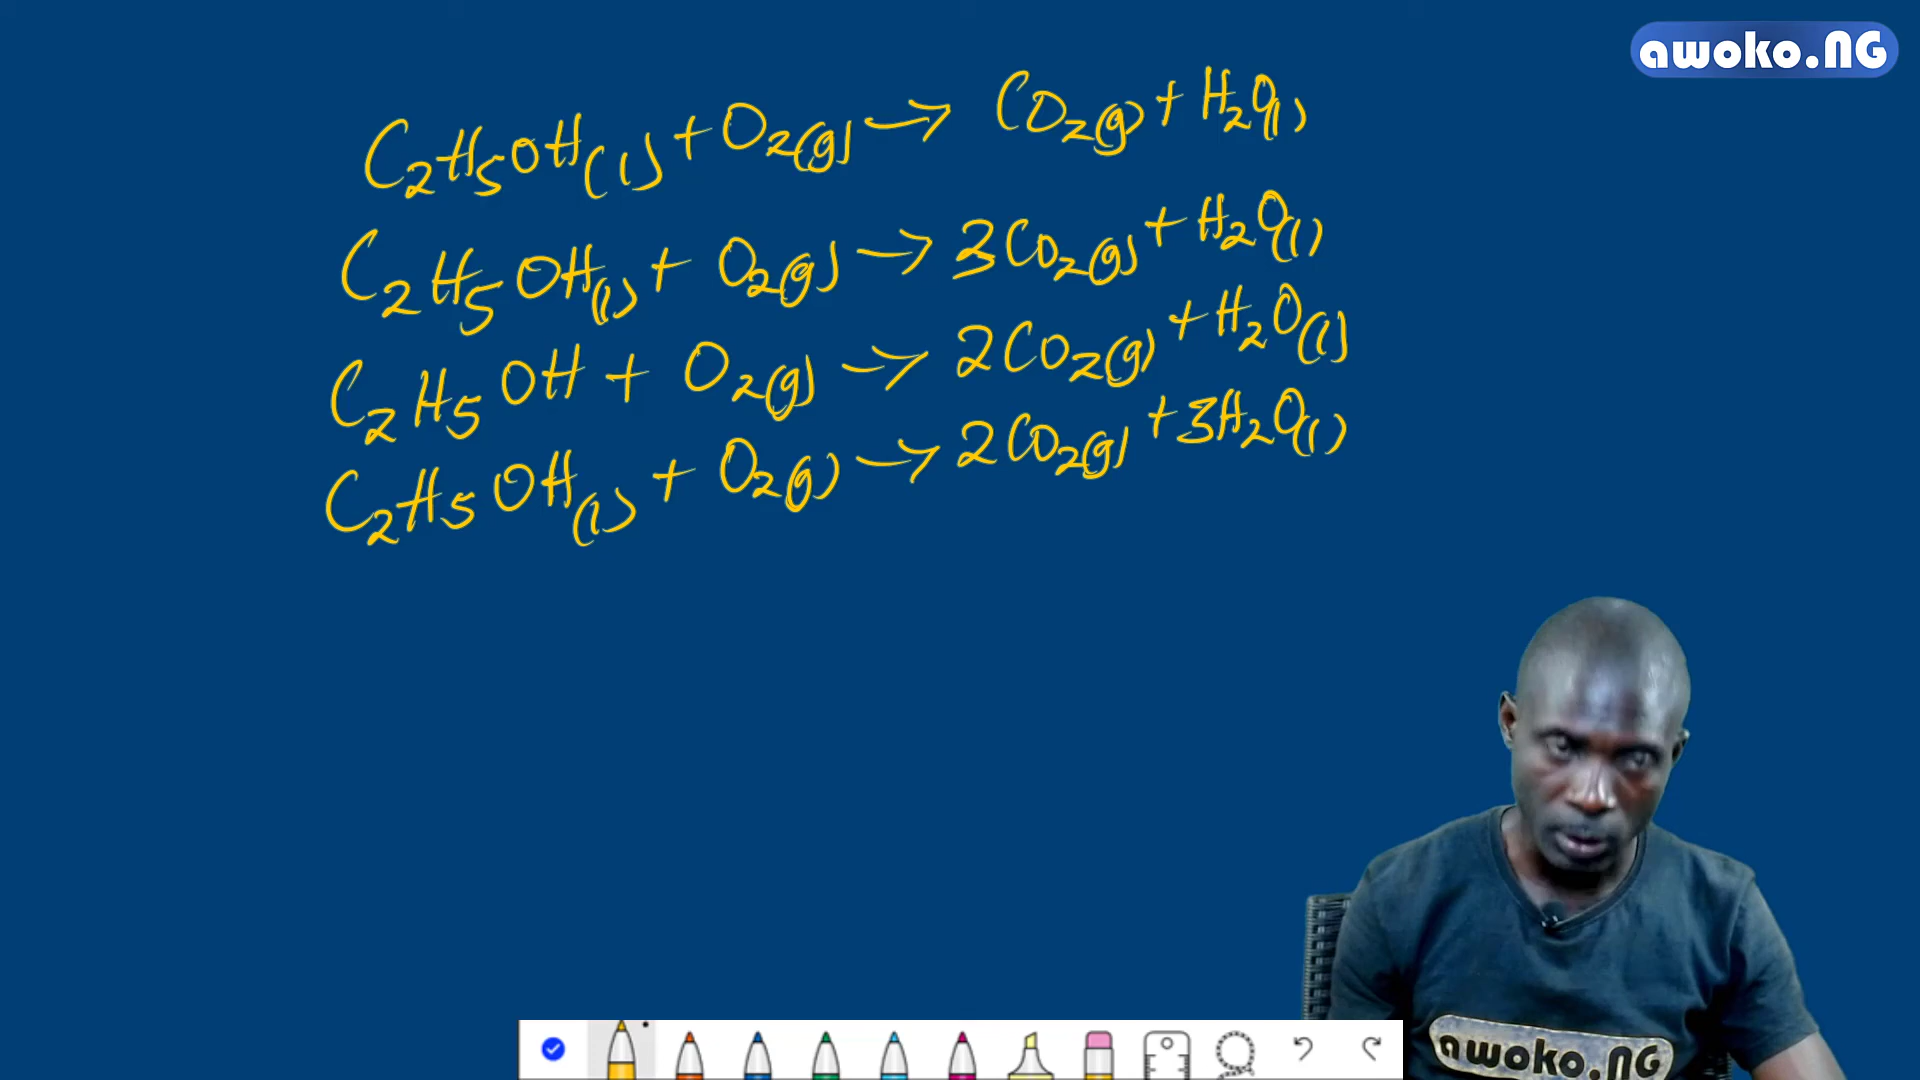 awoko.NG
C₂H₅OH(l) + O₂(g) → CO₂(g) + H₂O(l)
C₂H₅OH(l) + O₂(g) → 3CO₂(g) + H₂O(l)
C₂H₅OH + O₂(g) → 2CO₂(g) + H₂O(l)
C₂H₅OH(l) + O₂(g) → 2CO₂(g) + 3H₂O(l)
awoko.NG